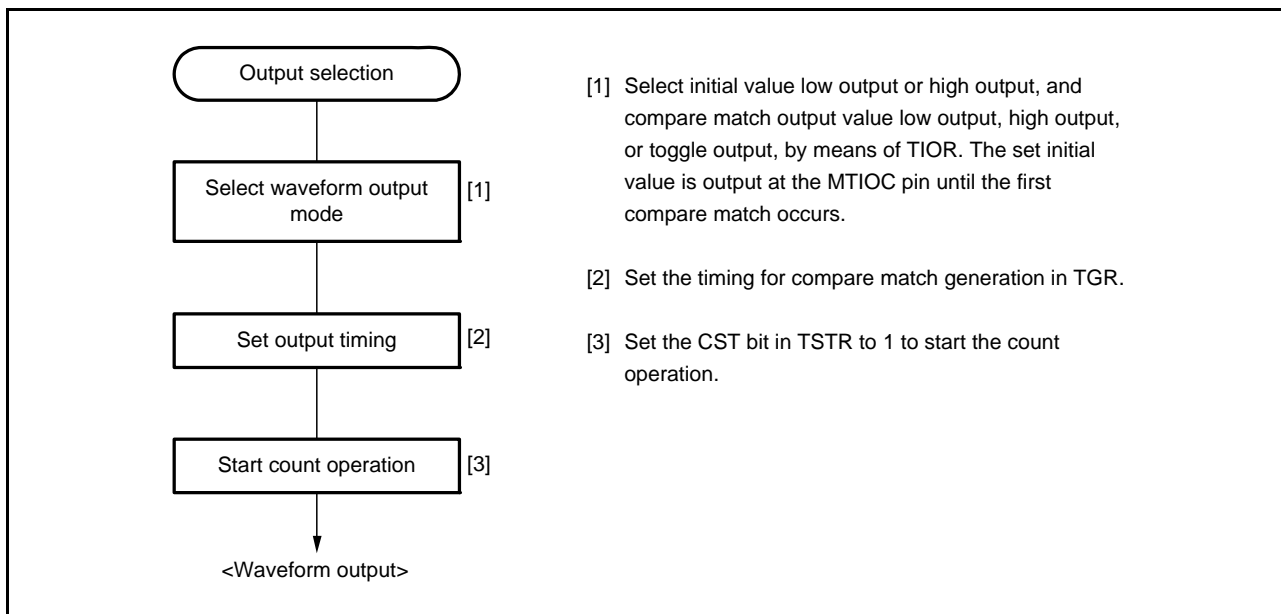 Output selection
Select waveform output
mode
[1]
Set output timing
[2]
Start count operation
[3]
<Waveform output>
[1] Select initial value low output or high output, and
compare match output value low output, high output,
or toggle output, by means of TIOR. The set initial
value is output at the MTIOC pin until the first
compare match occurs.
[2] Set the timing for compare match generation in TGR.
[3] Set the CST bit in TSTR to 1 to start the count
operation.